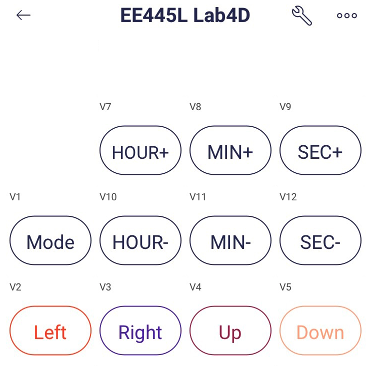 EE445L Lab4D
V7 V8 V9
HOUR+ MIN+ SEC+
V1 V10 V11 V12
Mode HOUR- MIN- SEC-
V2 V3 V4 V5
Left Right Up Down